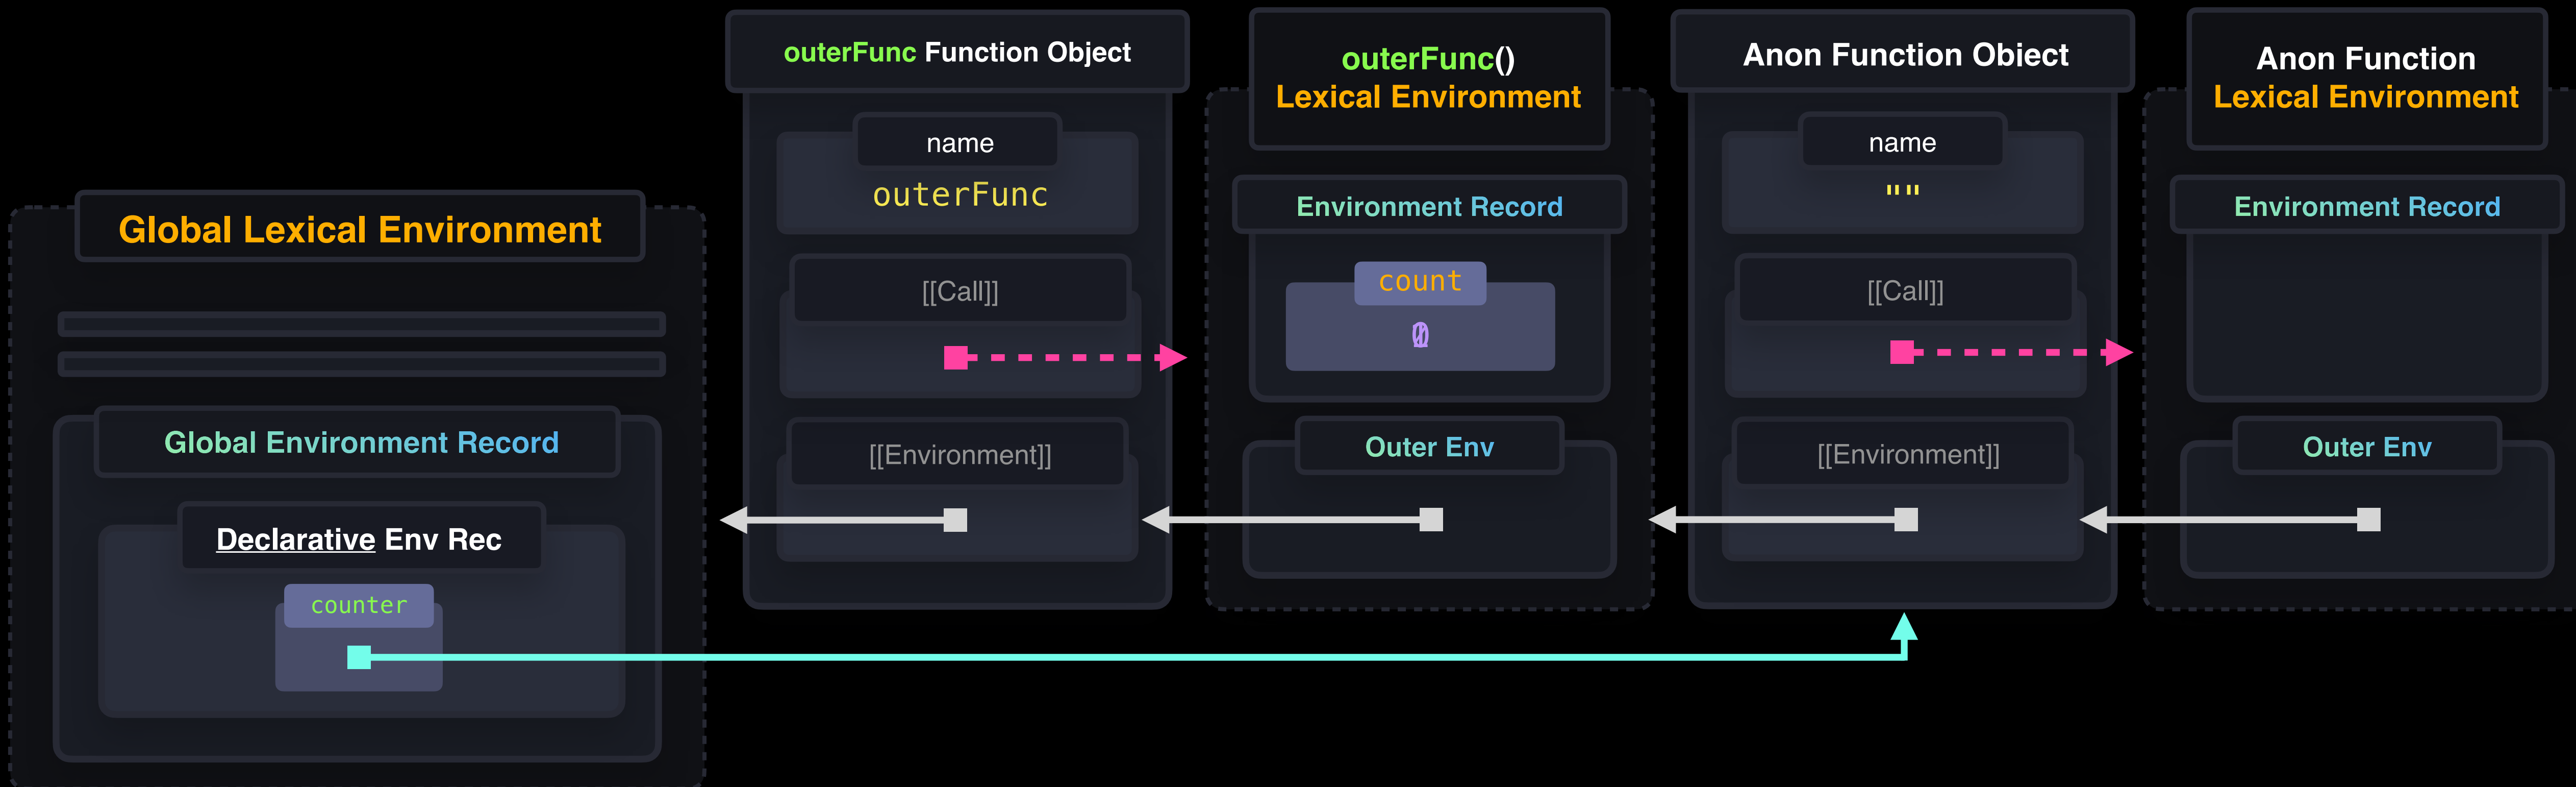 Global Lexical Environment
Global Environment Record
Declarative Env Rec
counter
outerFunc Function Object
name
outerFunc
[[Call]]
[[Environment]]
outerFunc()
Lexical Environment
Environment Record
count
Outer Env
Anon Function Object
name
""
[[Call]]
[[Environment]]
Anon Function
Lexical Environment
Environment Record
Outer Env